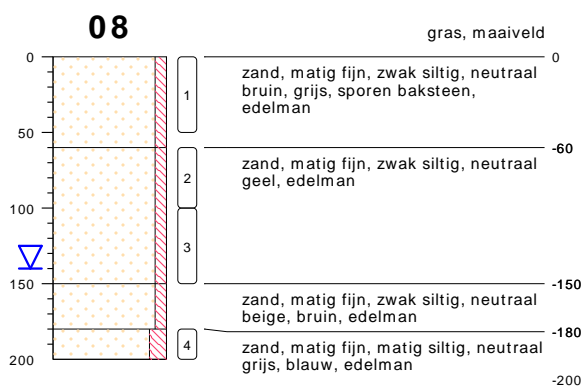 08
gras, maaiveld
0
0
1
zand, matig fijn, zwak siltig, neutraal
bruin, grijs, sporen baksteen,
edelman
50
-60
2
zand, matig fijn, zwak siltig, neutraal
geel, edelman
100
3
150
-150
zand, matig fijn, zwak siltig, neutraal
beige, bruin, edelman
-180
4
zand, matig fijn, matig siltig, neutraal
grijs, blauw, edelman
200
-200